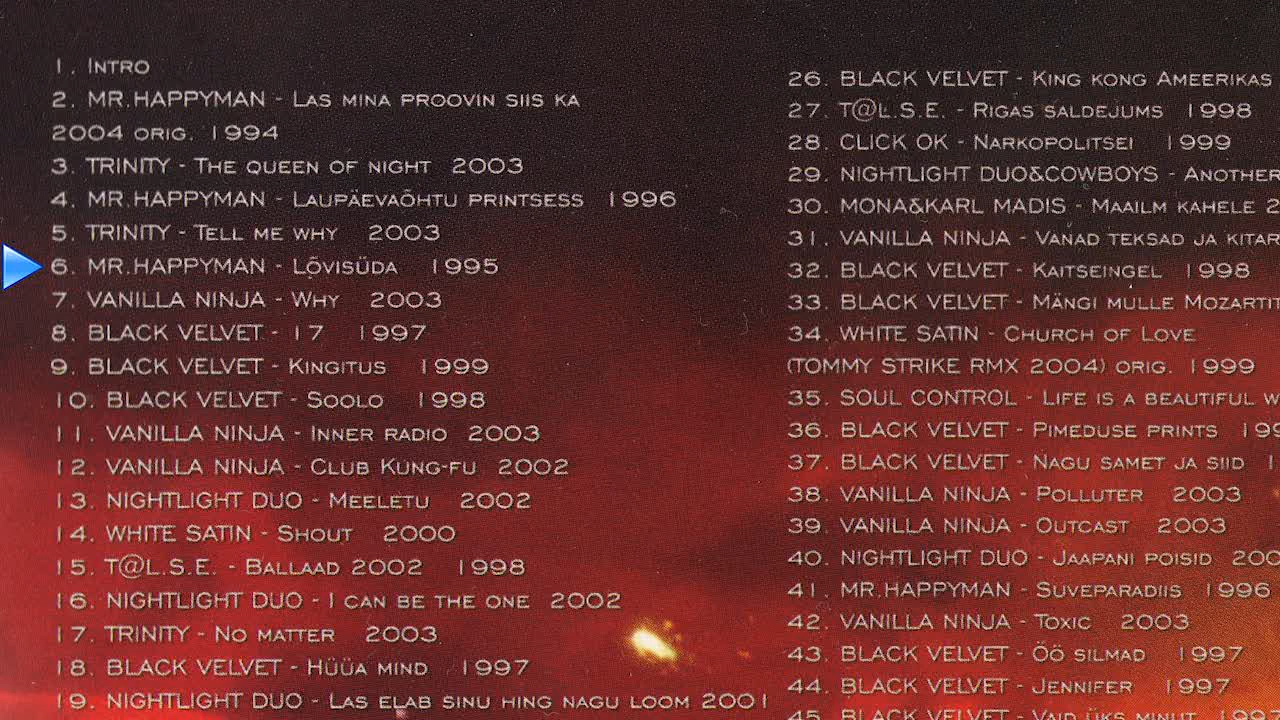 1. INTRO
2. MR.HAPPYMAN - LAS MINA PROOVIN SIIS KA
2004 ORIG. 1994
3. TRINITY - THE QUEEN OF NIGHT 2003
4. MR.HAPPYMAN - LAUPÄEVAÕHTU PRINTSESS 1996
5. TRINITY - TELL ME WHY 2003
6. MR.HAPPYMAN - LÕVISÜDA 1995
7. VANILLA NINJA - WHY 2003
8. BLACK VELVET - 17 1997
9. BLACK VELVET - KINGITUS 1999
10. BLACK VELVET - SOOLO 1998
11. VANILLA NINJA - INNER RADIO 2003
12. VANILLA NINJA - CLUB KUNG-FU 2002
13. NIGHTLIGHT DUO - MEELETU 2002
14. WHITE SATIN - SHOUT 2000
15. T@L.S.E. - BALLAAD 2002 1998
16. NIGHTLIGHT DUO - I CAN BE THE ONE 2002
17. TRINITY - NO MATTER 2003
18. BLACK VELVET - HÜÜA MIND 1997
19. NIGHTLIGHT DUO - LAS ELAB SINU HING NAGU LOOM 2001
26. BLACK VELVET - KING KONG AMEERIKAS
27. T@L.S.E. - RIGAS SALDEJUMS 1998
28. CLICK OK - NARKOPOLITSEI 1999
29. NIGHTLIGHT DUO&COWBOYS - ANOTHER
30. MONA&KARL MADIS - MAAILM KAHELE 2
31. VANILLA NINJA - VANAD TEKSAD JA KITAR
32. BLACK VELVET - KAITSEINGEL 1998
33. BLACK VELVET - MÄNGI MULLE MOZARTIT
34. WHITE SATIN - CHURCH OF LOVE
(TOMMY STRIKE RMX 2004) ORIG. 1999
35. SOUL CONTROL - LIFE IS A BEAUTIFUL W
36. BLACK VELVET - PIMEDUSE PRINTS 199
37. BLACK VELVET - NAGU SAMET JA SIID 1
38. VANILLA NINJA - POLLUTER 2003
39. VANILLA NINJA - OUTCAST 2003
40. NIGHTLIGHT DUO - JAAPANI POISID 200
41. MR.HAPPYMAN - SUVEPARADIIS 1996
42. VANILLA NINJA - TOXIC 2003
43. BLACK VELVET - ÖÖ SILMAD 1997
44. BLACK VELVET - JENNIFER 1997
45. BLACK VELVET - VAID ÜKS MINUT 1997